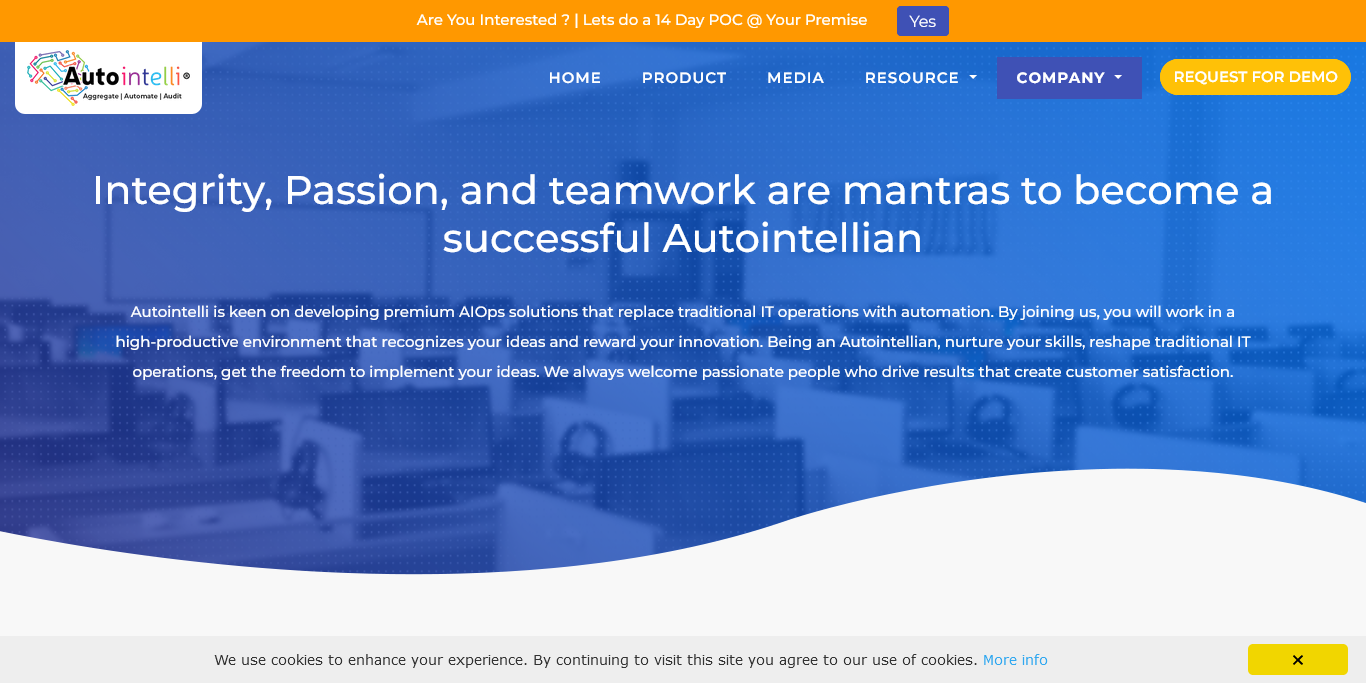 Are You Interested ? | Lets do a 14 Day POC @ Your Premise
Yes
Autointelli®
Aggregate | Automate | Audit
HOME
PRODUCT
MEDIA
RESOURCE
COMPANY
REQUEST FOR DEMO
Integrity, Passion, and teamwork are mantras to become a
successful Autointellian
Autointelli is keen on developing premium AIOps solutions that replace traditional IT operations with automation. By joining us, you will work in a
high-productive environment that recognizes your ideas and reward your innovation. Being an Autointellian, nurture your skills, reshape traditional IT
operations, get the freedom to implement your ideas. We always welcome passionate people who drive results that create customer satisfaction.
We use cookies to enhance your experience. By continuing to visit this site you agree to our use of cookies. More info